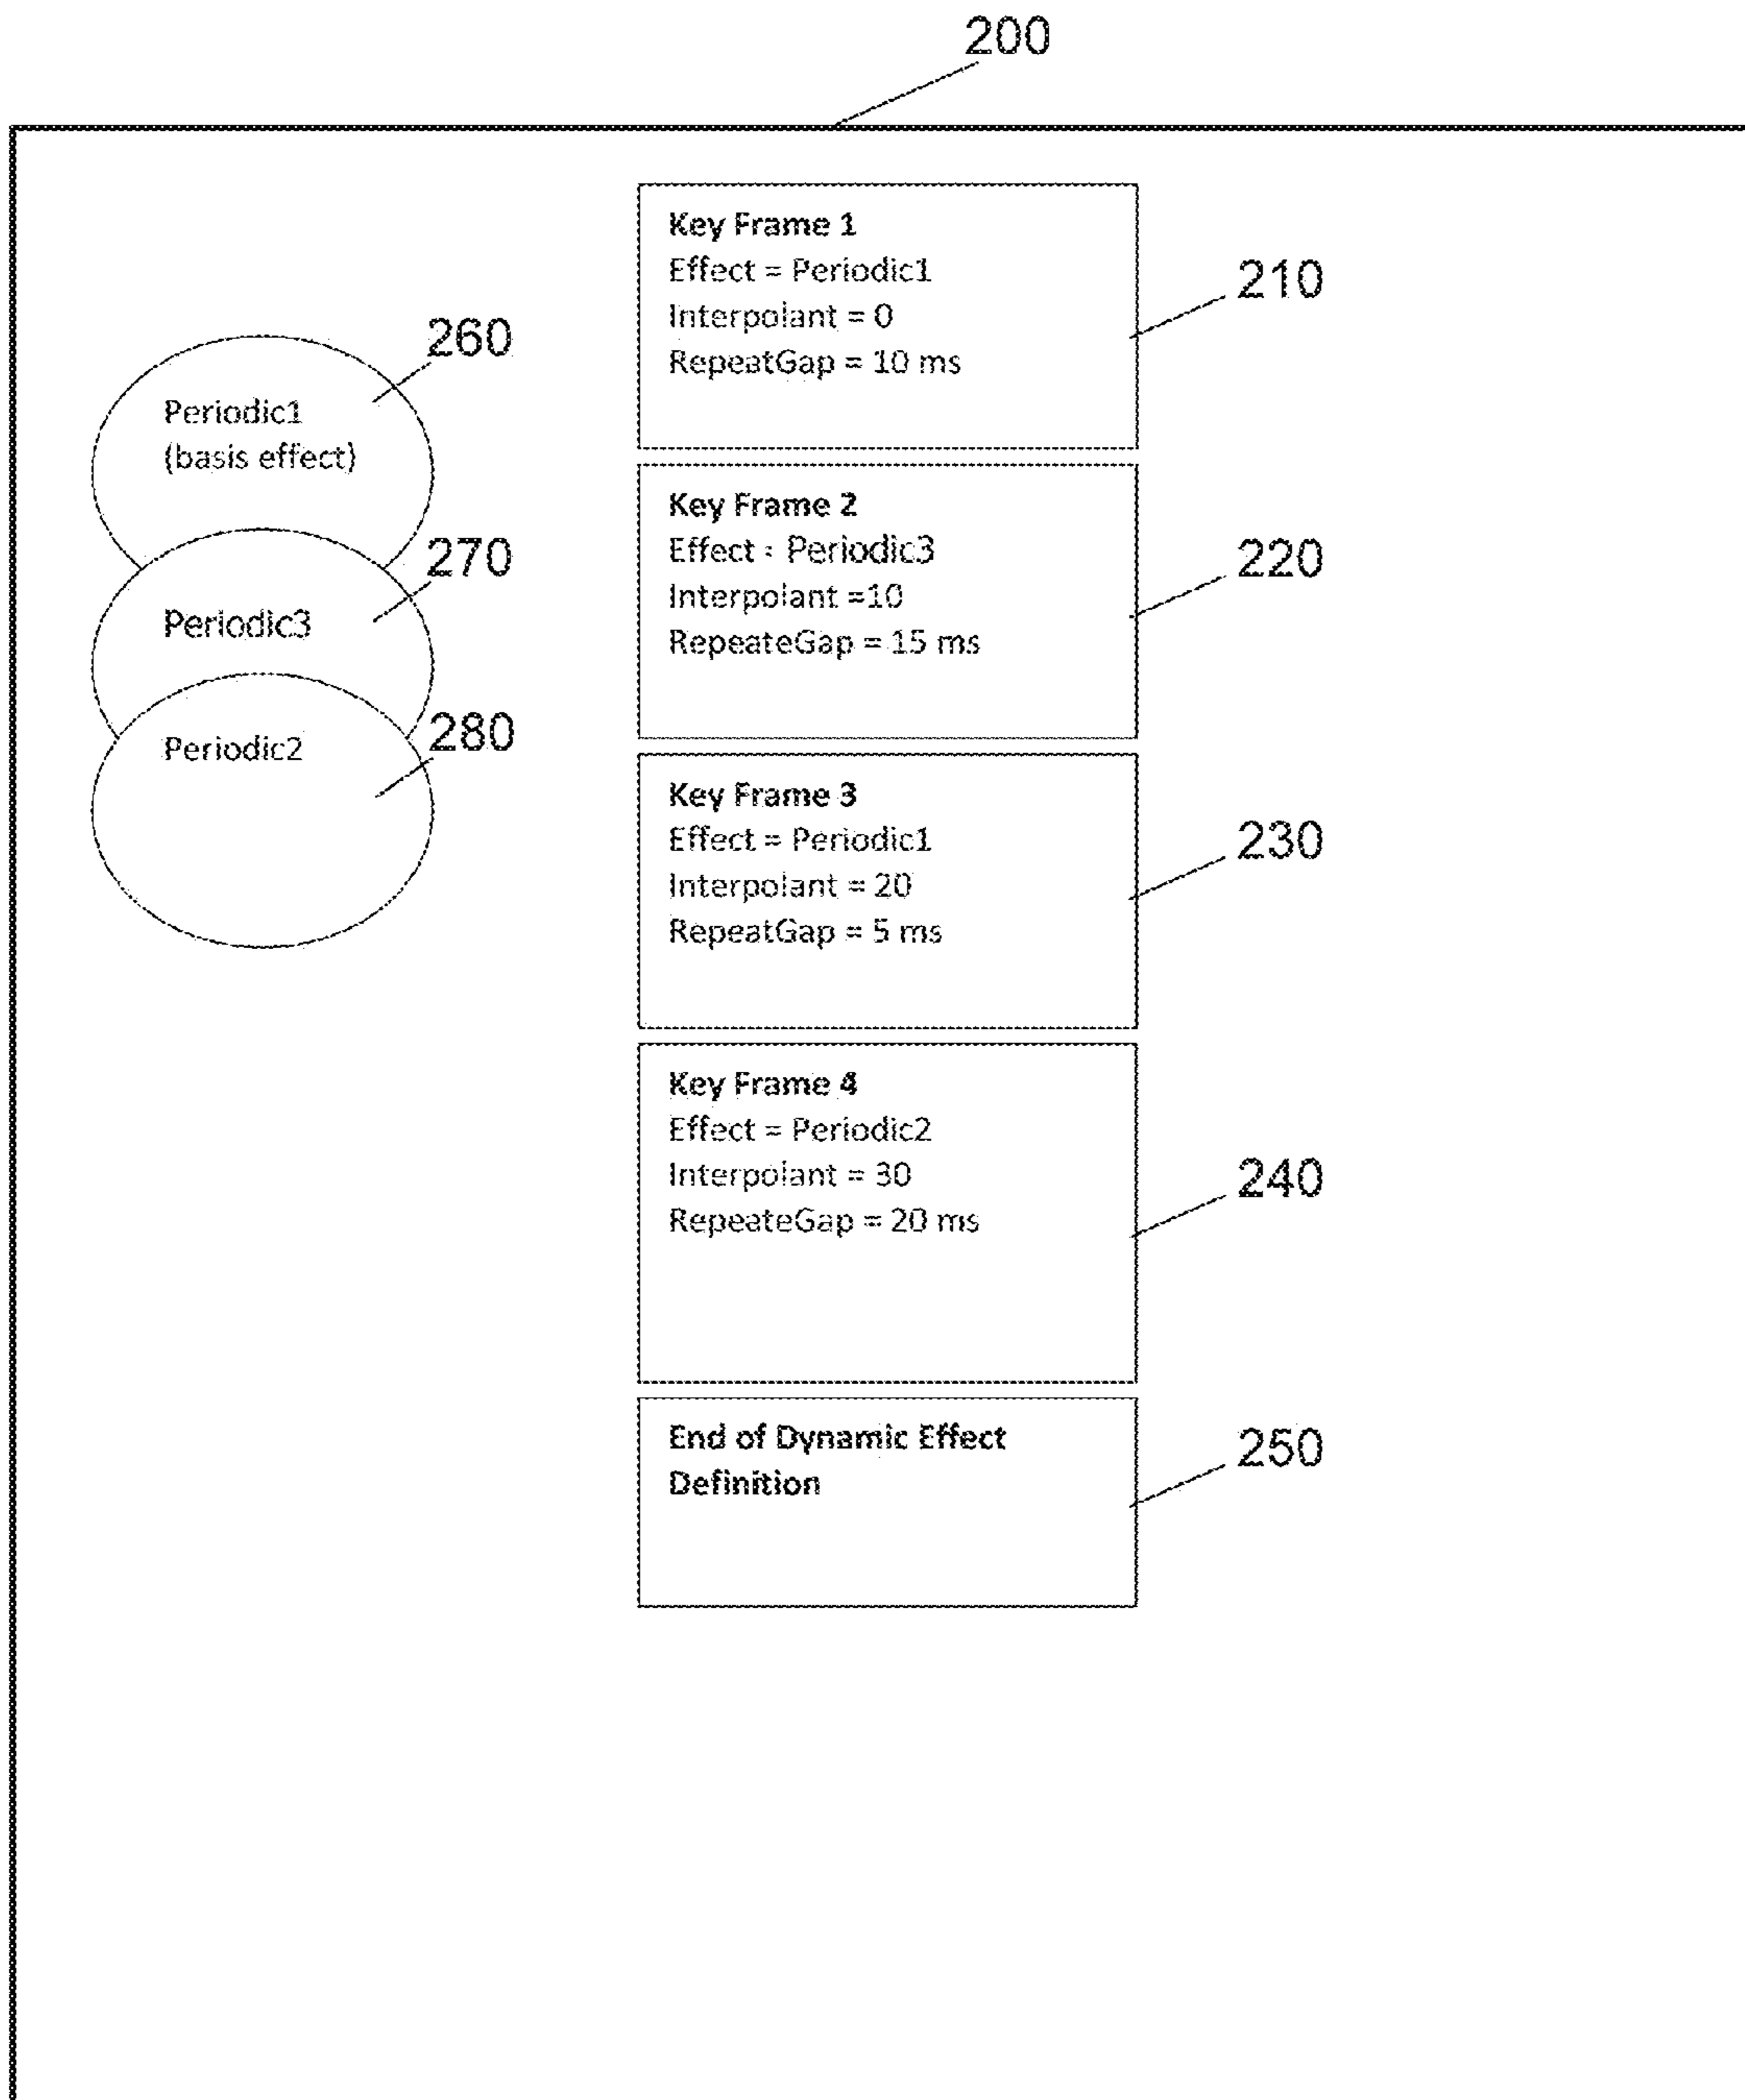 200
Key Frame 1
Effect = Periodic1
Interpolant = 0
RepeatGap = 10 ms
210
260
Periodic1
(basis effect)
Key Frame 2
Effect = Periodic3
Interpolant =10
RepeateGap = 15 ms
220
270
Periodic3
280
Periodic2
Key Frame 3
Effect = Periodic1
Interpolant = 20
RepeatGap = 5 ms
230
Key Frame 4
Effect = Periodic2
Interpolant = 30
RepeateGap = 20 ms
240
End of Dynamic Effect
Definition
250